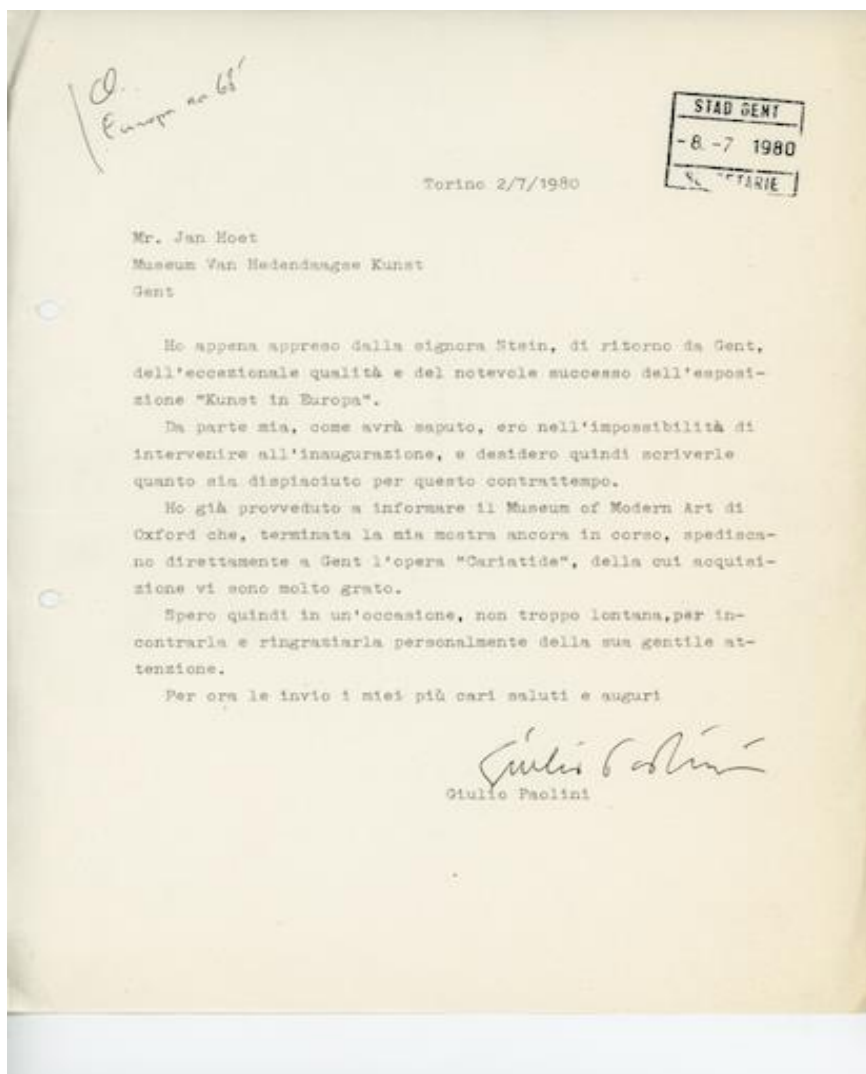 Europa na 68'
STAD GENT
-8. -7 1980
Torino 2/7/1980
Mr. Jan Hoet
Museum Van Hedendaagse Kunst
Gent
Ho appena appreso dalla signora Stein, di ritorno da Gent,
dell'eccezionale qualità e del notevole successo dell'esposi-
zione "Kunst in Europa".
Da parte mia, come avrà saputo, ero nell'impossibilità di
intervenire all'inaugurazione, e desidero quindi scriverle
quanto sia dispiaciuto per questo contrattempo.
Ho già provveduto a informare il Museum of Modern Art di
Oxford che, terminata la mia mostra ancora in corso, spedisca-
no direttamente a Gent l'opera "Cariatide", della cui acquisi-
zione vi sono molto grato.
Spero quindi in un'occasione, non troppo lontana,per in-
contrarla e ringraziarla personalmente della sua gentile at-
tenzione.
Per ora le invio i miei più cari saluti e auguri
Giulio Paolini
Giulio Paolini